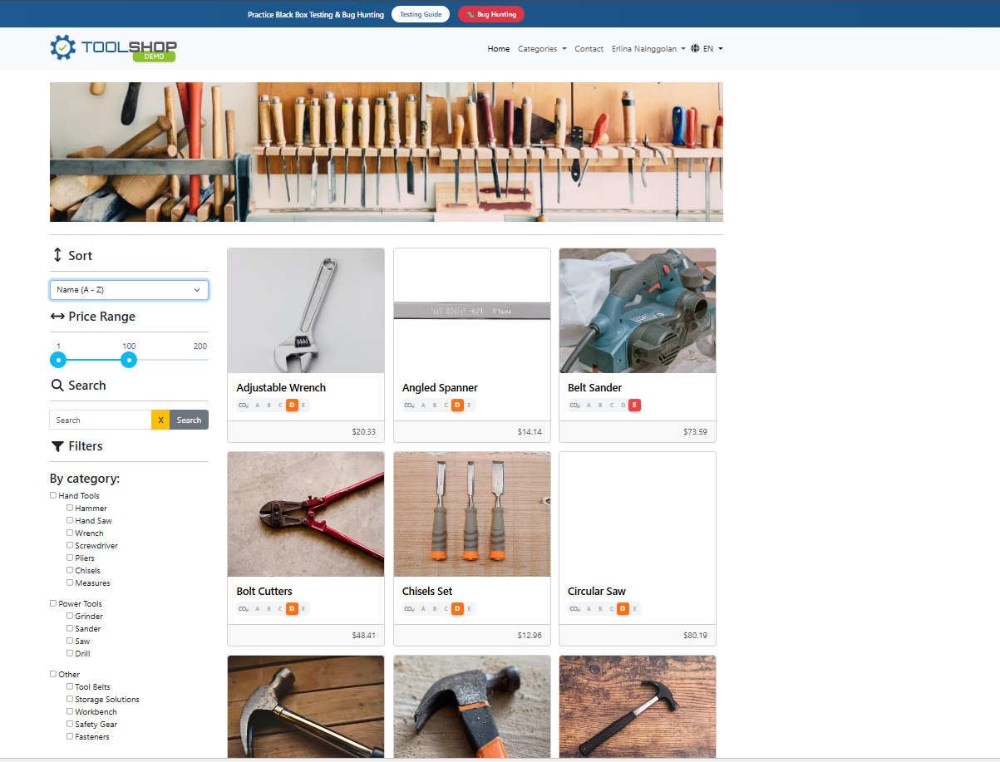 Practice Black Box Testing & Bug Hunting Testing Guide Bug Hunting
TOOLSHOP
DEMO
Home Categories Contact Erlina Nainggolan EN
Sort
Name (A - Z)
Price Range
1 100 200
Search
Search X Search
Filters
By category:
Hand Tools
Hammer
Hand Saw
Wrench
Screwdriver
Pliers
Chisels
Measures
Power Tools
Grinder
Sander
Saw
Drill
Other
Tool Belts
Storage Solutions
Workbench
Safety Gear
Fasteners
Adjustable Wrench
CO₂: A B C D E
$20.33
Angled Spanner
CO₂: A B C D E
$14.14
Belt Sander
CO₂: A B C D E
$73.59
Bolt Cutters
CO₂: A B C D E
$48.41
Chisels Set
CO₂: A B C D E
$12.96
Circular Saw
CO₂: A B C D E
$80.19